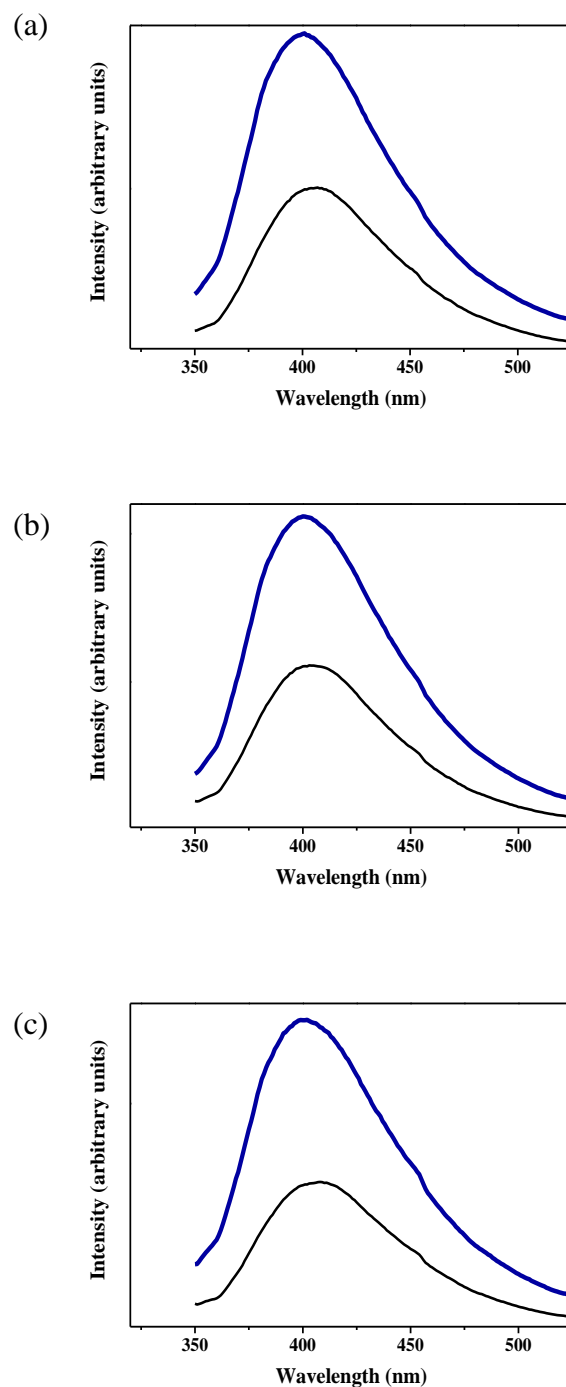 (a)
Intensity (arbitrary units)
350 400 450 500
Wavelength (nm)
(b)
Intensity (arbitrary units)
350 400 450 500
Wavelength (nm)
(c)
Intensity (arbitrary units)
350 400 450 500
Wavelength (nm)